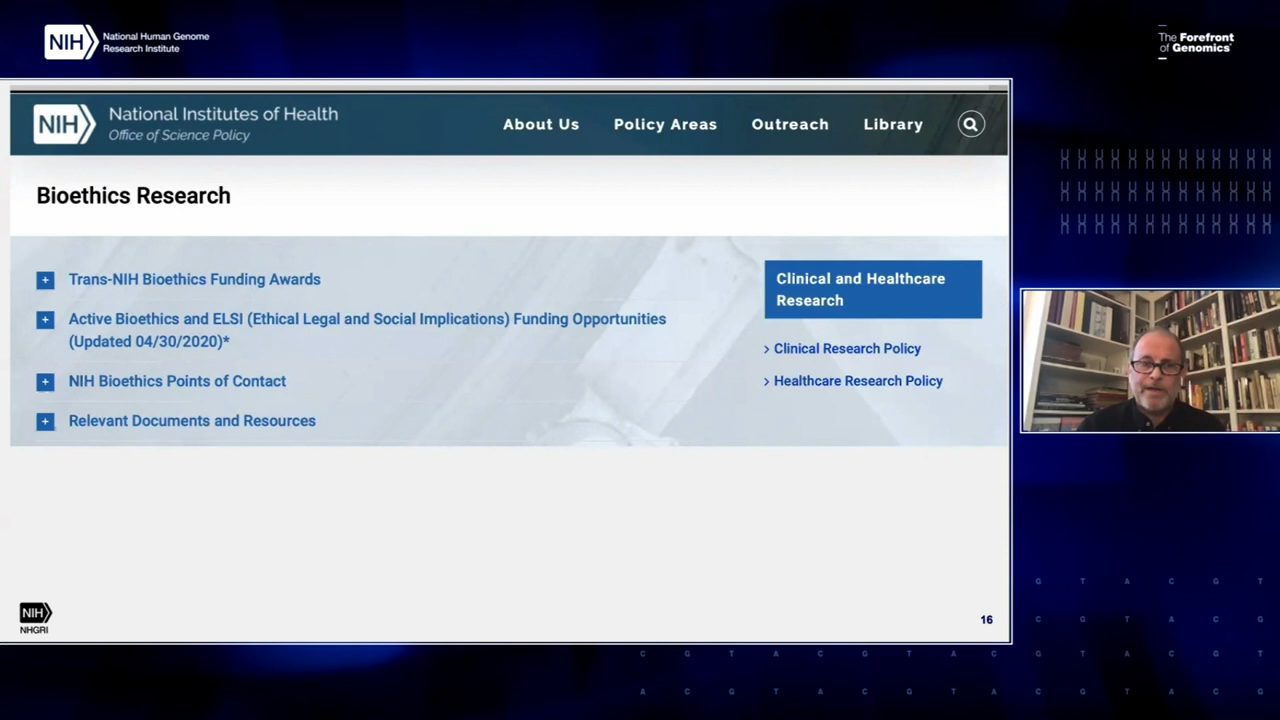 NIH
National Human Genome
Research Institute
The Forefront
of Genomics
NIH
National Institutes of Health
Office of Science Policy
About Us
Policy Areas
Outreach
Library
Bioethics Research
+ Trans-NIH Bioethics Funding Awards
+ Active Bioethics and ELSI (Ethical Legal and Social Implications) Funding Opportunities
(Updated 04/30/2020)*
+ NIH Bioethics Points of Contact
+ Relevant Documents and Resources
Clinical and Healthcare
Research
› Clinical Research Policy
› Healthcare Research Policy
NIH
NHGRI
16
G T A C G T
C G T A C G
C G T A C G T A C G T A C G T
A C G T A C G T A C G T A C G